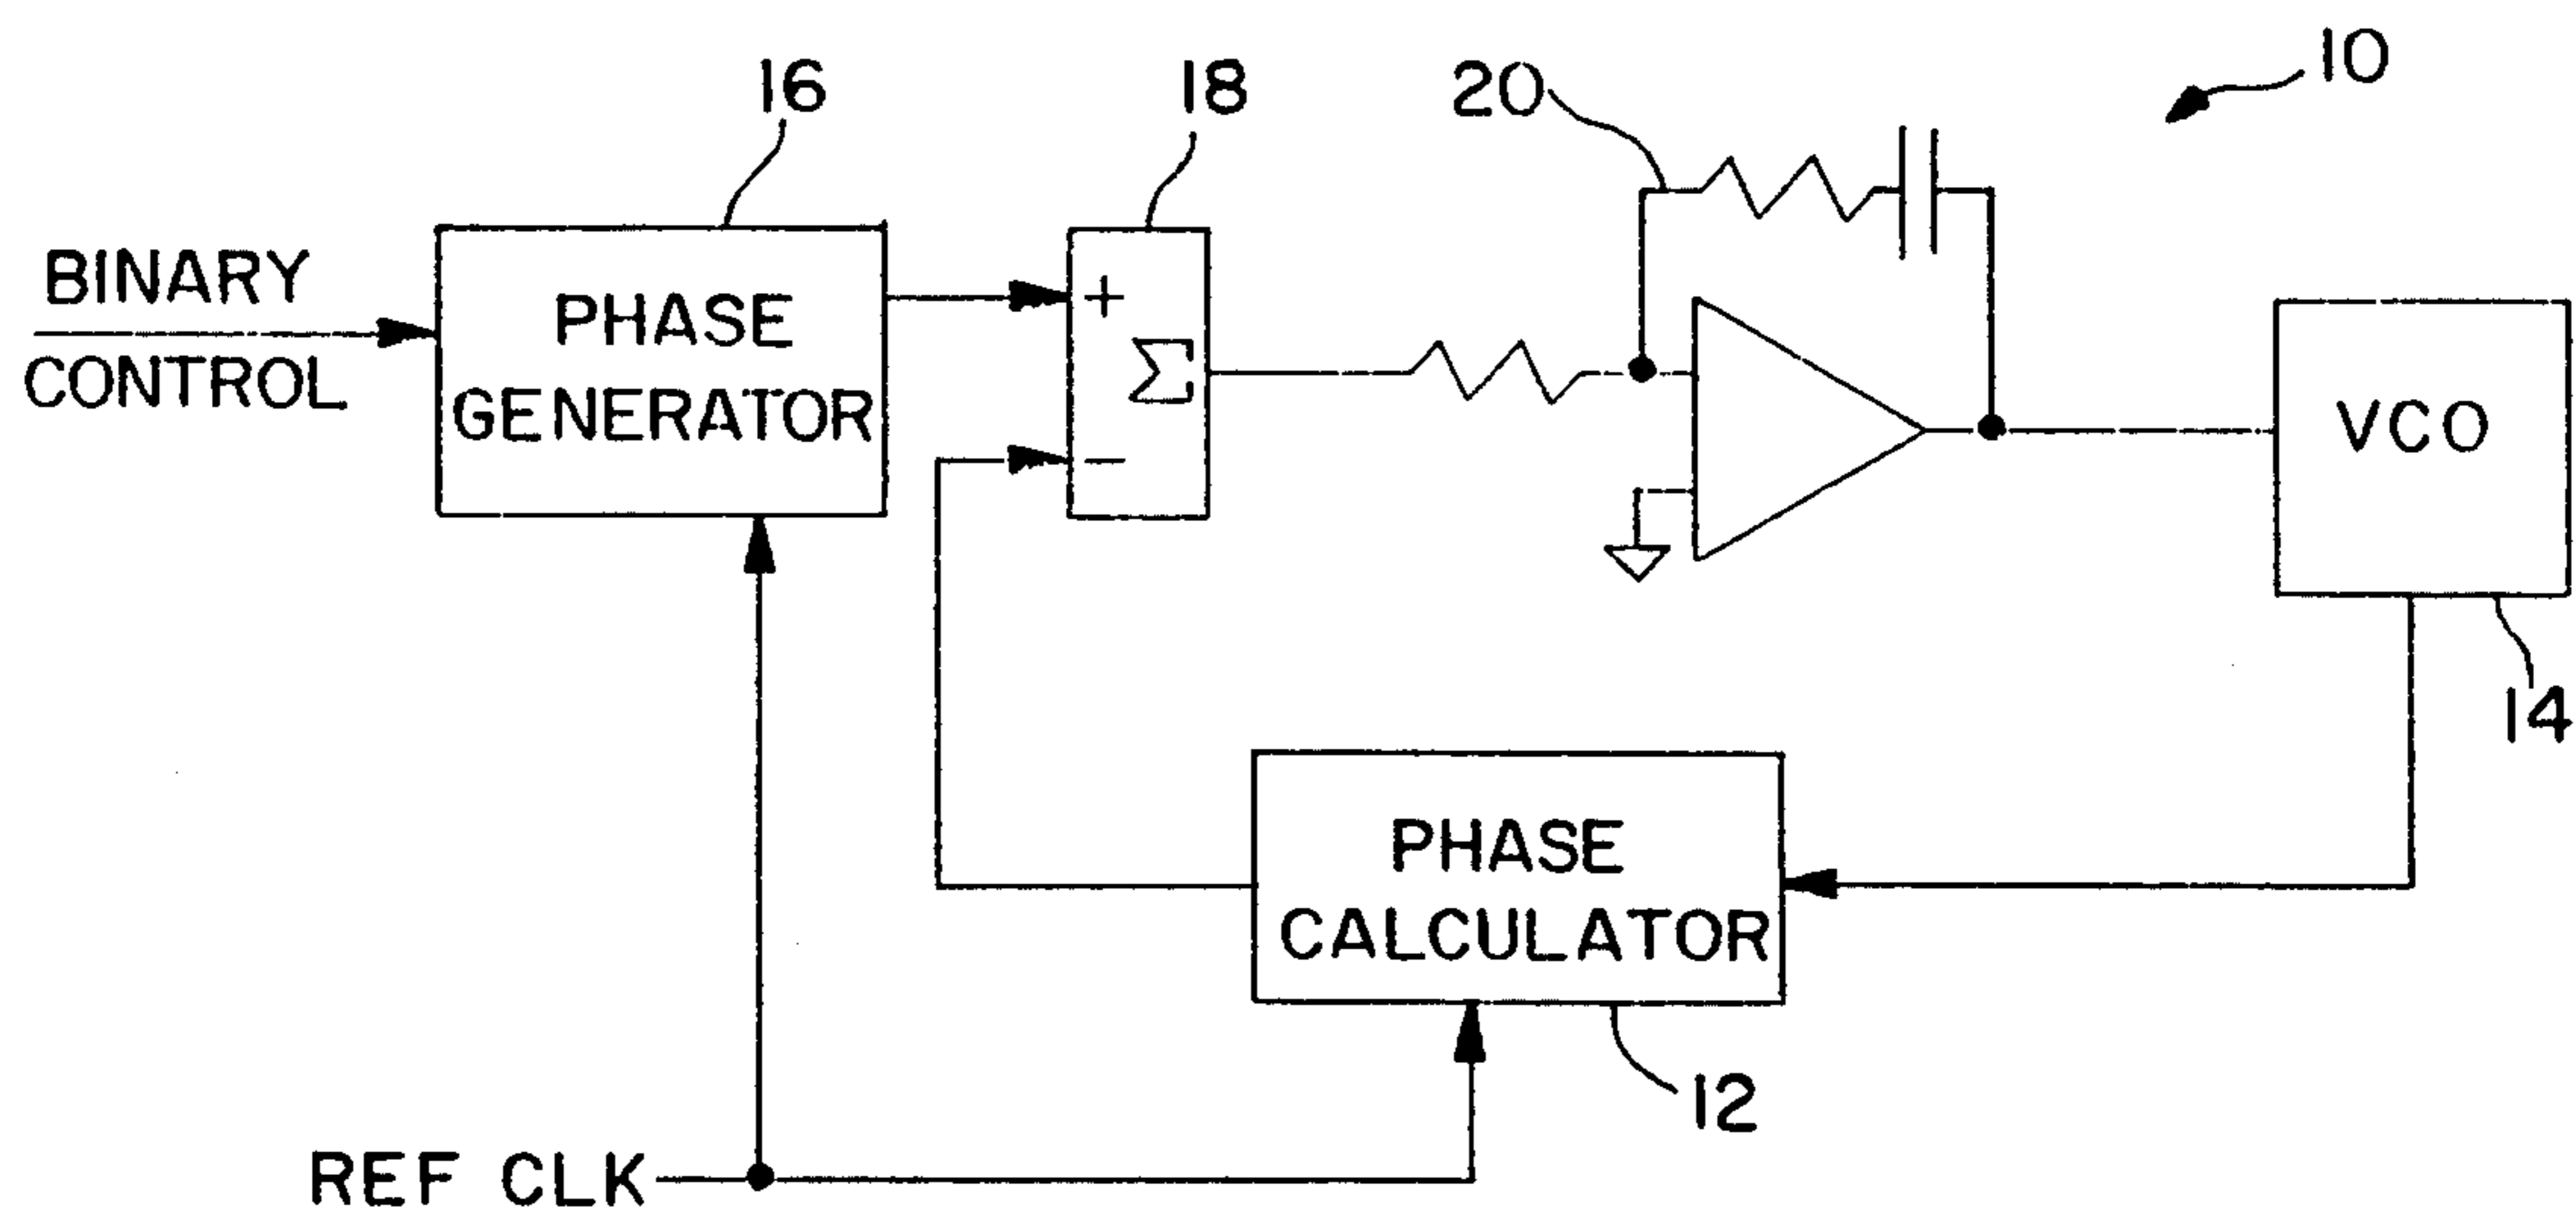 10
16
18
20
BINARY
CONTROL
PHASE
GENERATOR
+
Σ
−
VCO
14
PHASE
CALCULATOR
12
REF CLK